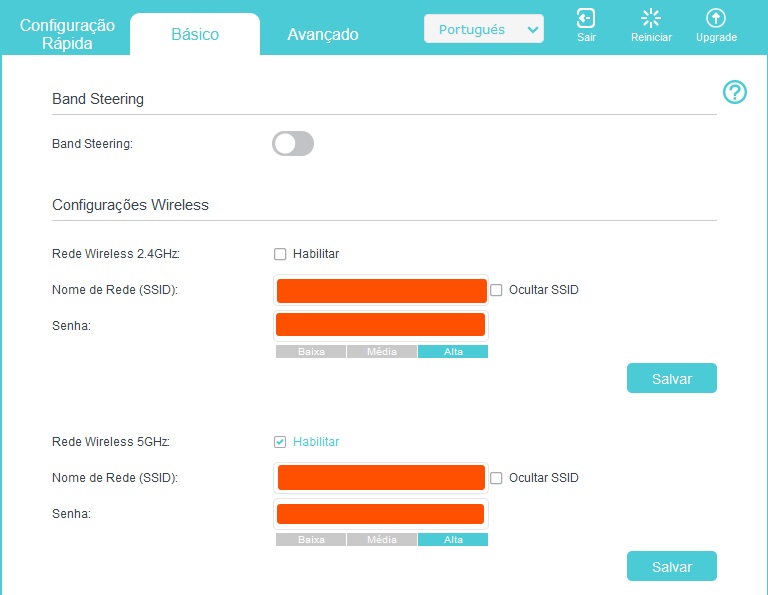 Configuração
Rápida
Básico
Avançado
Português
Sair
Reiniciar
Upgrade
Band Steering
Band Steering:
Configurações Wireless
Rede Wireless 2.4GHz:
Habilitar
Nome de Rede (SSID):
Ocultar SSID
Senha:
Baixa Média Alta
Salvar
Rede Wireless 5GHz:
Habilitar
Nome de Rede (SSID):
Ocultar SSID
Senha:
Baixa Média Alta
Salvar